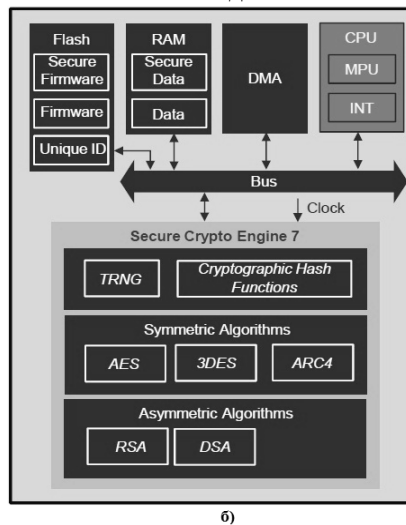 Flash
Secure
Firmware
Firmware
Unique ID
RAM
Secure
Data
Data
DMA
CPU
MPU
INT
Bus
Clock
Secure Crypto Engine 7
TRNG
Cryptographic Hash
Functions
Symmetric Algorithms
AES
3DES
ARC4
Asymmetric Algorithms
RSA
DSA
б)